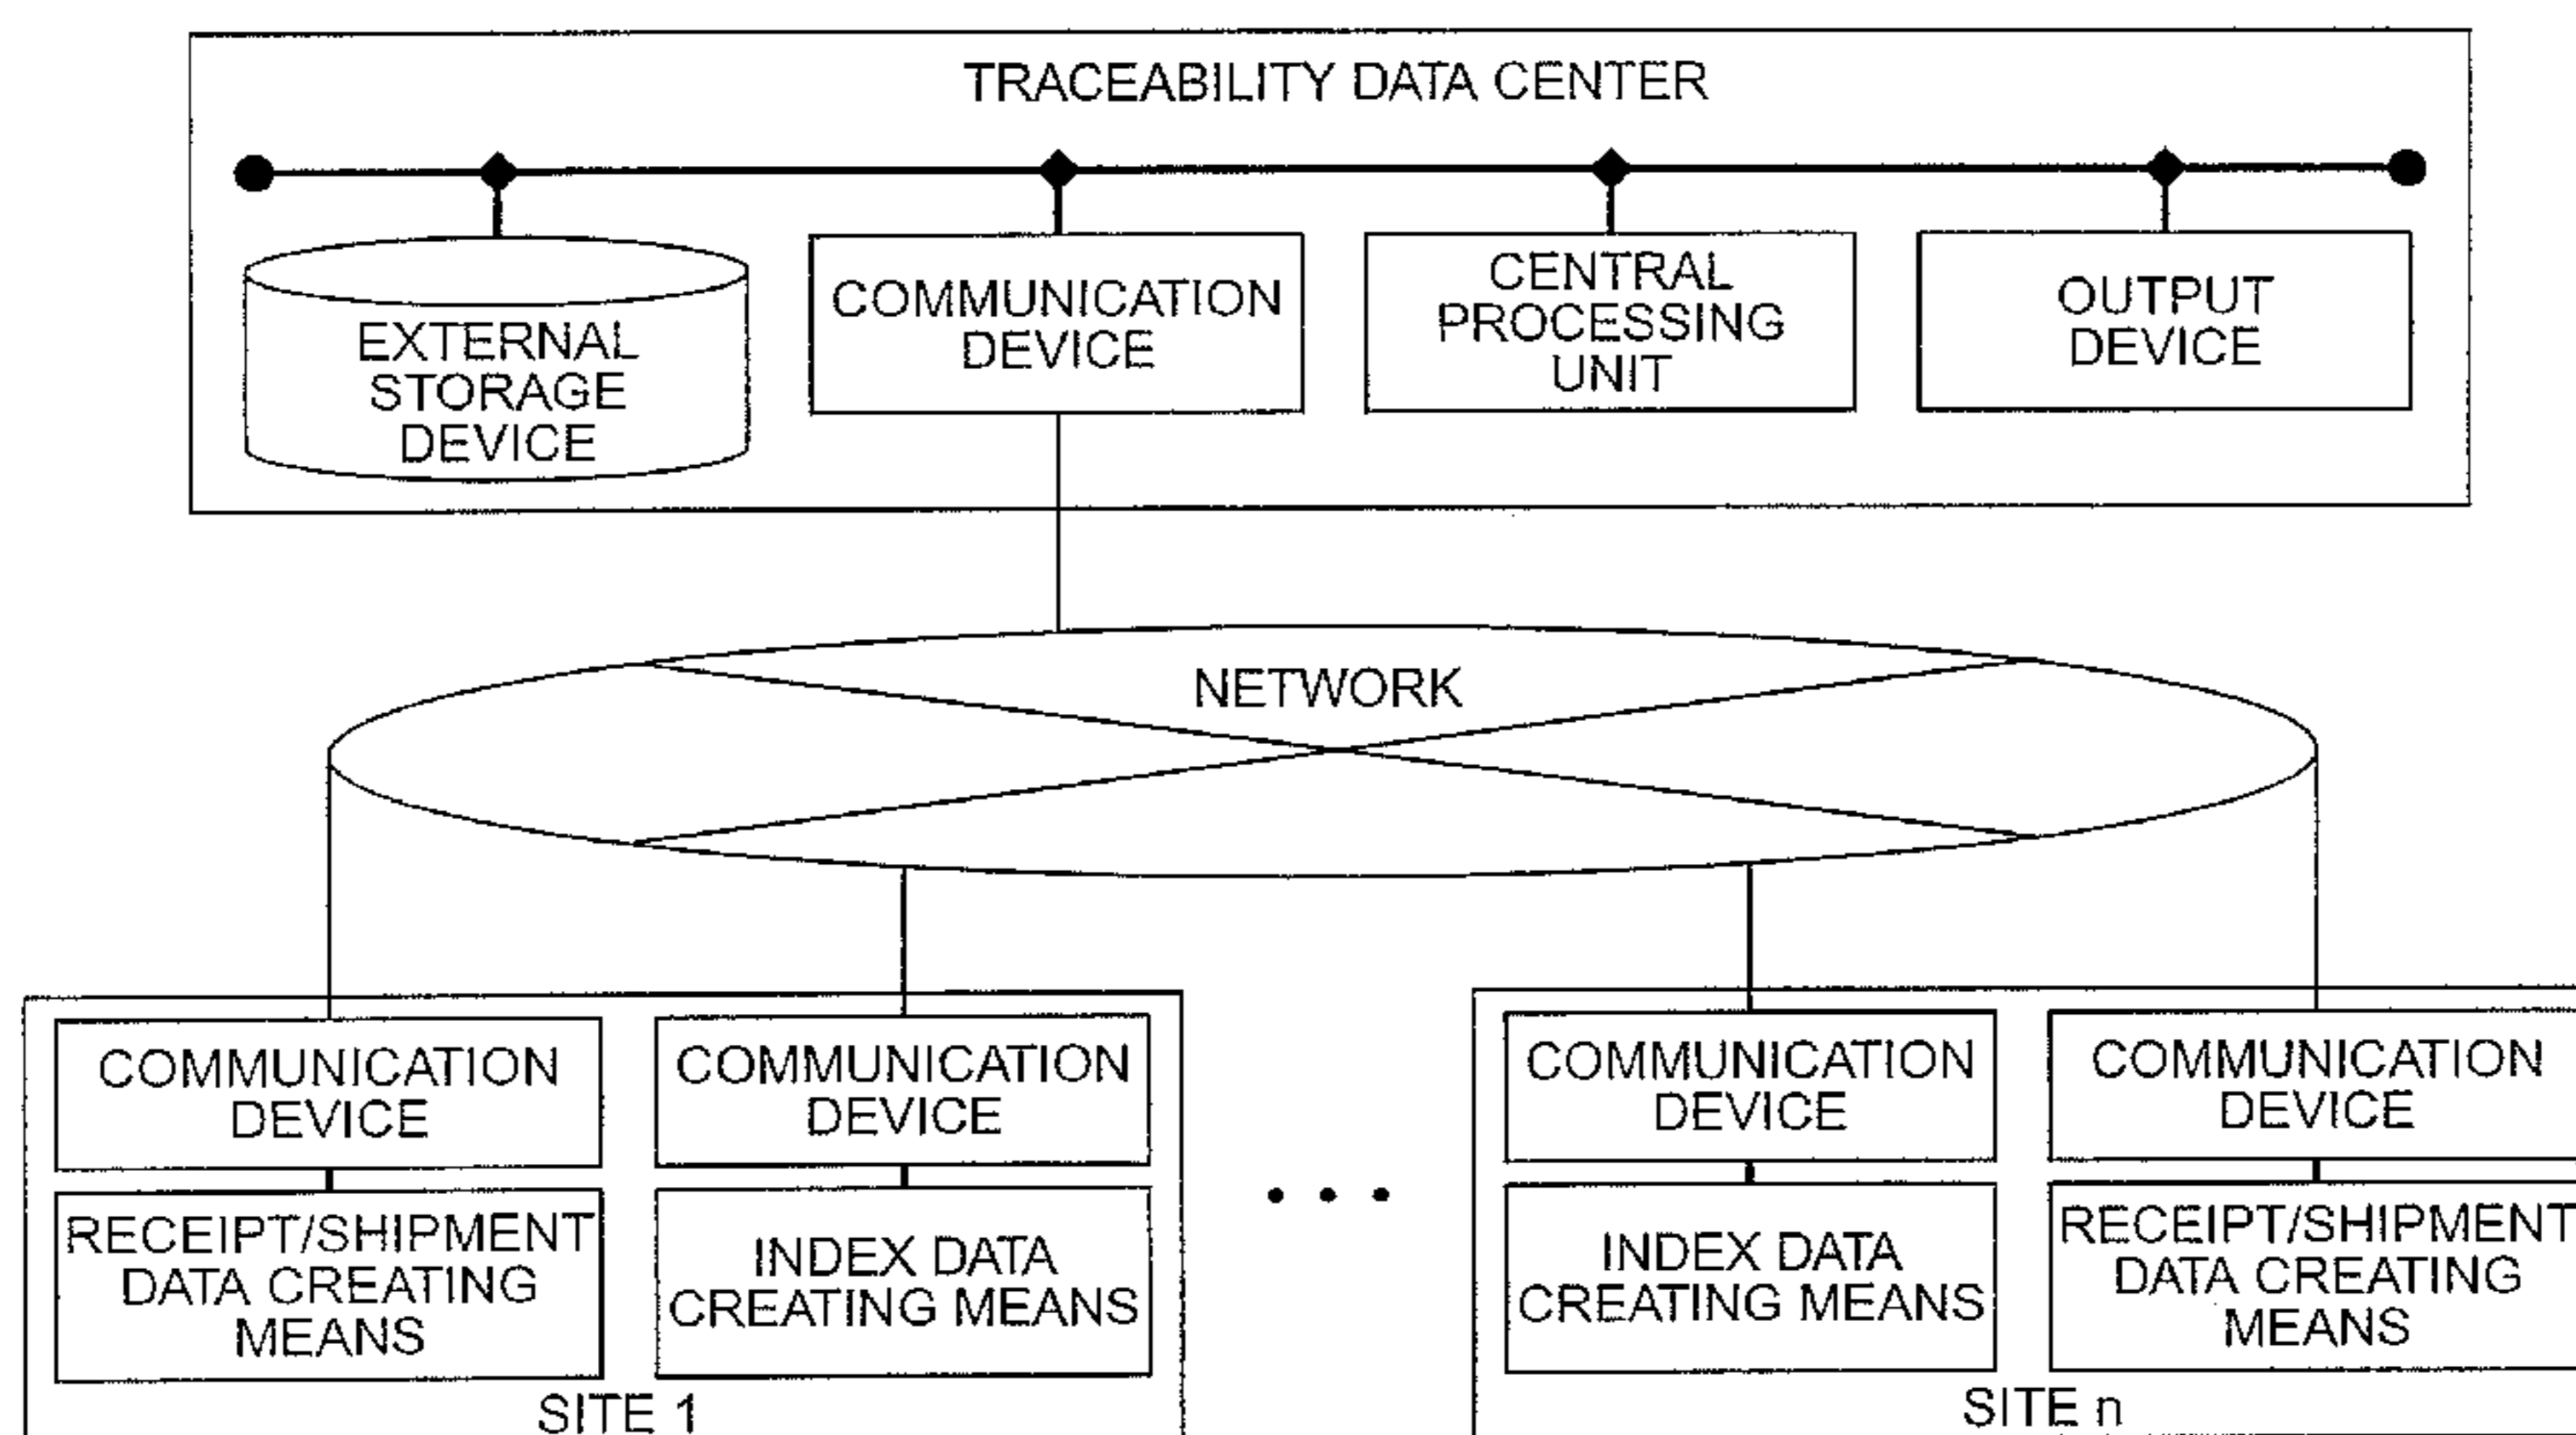 TRACEABILITY DATA CENTER
EXTERNAL
STORAGE
DEVICE
COMMUNICATION
DEVICE
CENTRAL
PROCESSING
UNIT
OUTPUT
DEVICE
NETWORK
COMMUNICATION
DEVICE
RECEIPT/SHIPMENT
DATA CREATING
MEANS
COMMUNICATION
DEVICE
INDEX DATA
CREATING MEANS
SITE 1
COMMUNICATION
DEVICE
INDEX DATA
CREATING MEANS
COMMUNICATION
DEVICE
RECEIPT/SHIPMENT
DATA CREATING
MEANS
SITE n